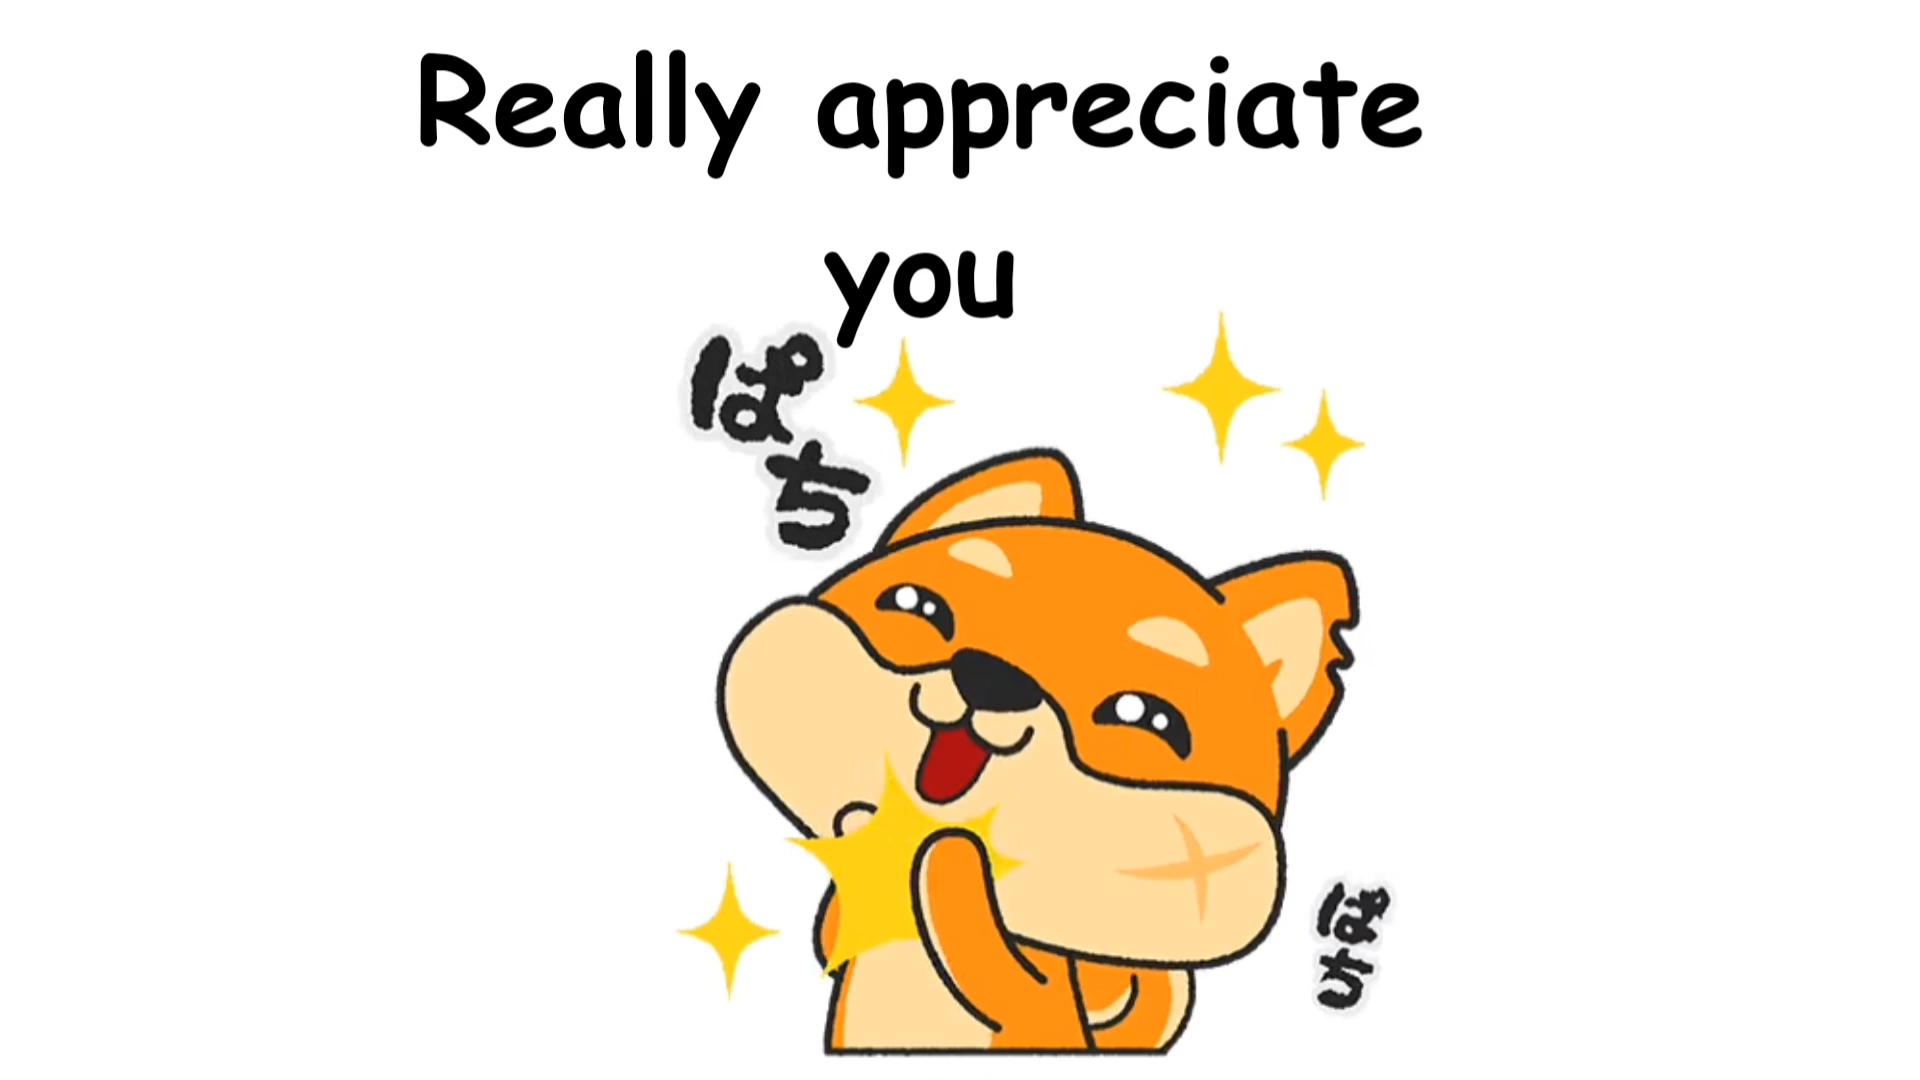 Really appreciate
you
ぱち
ぱち